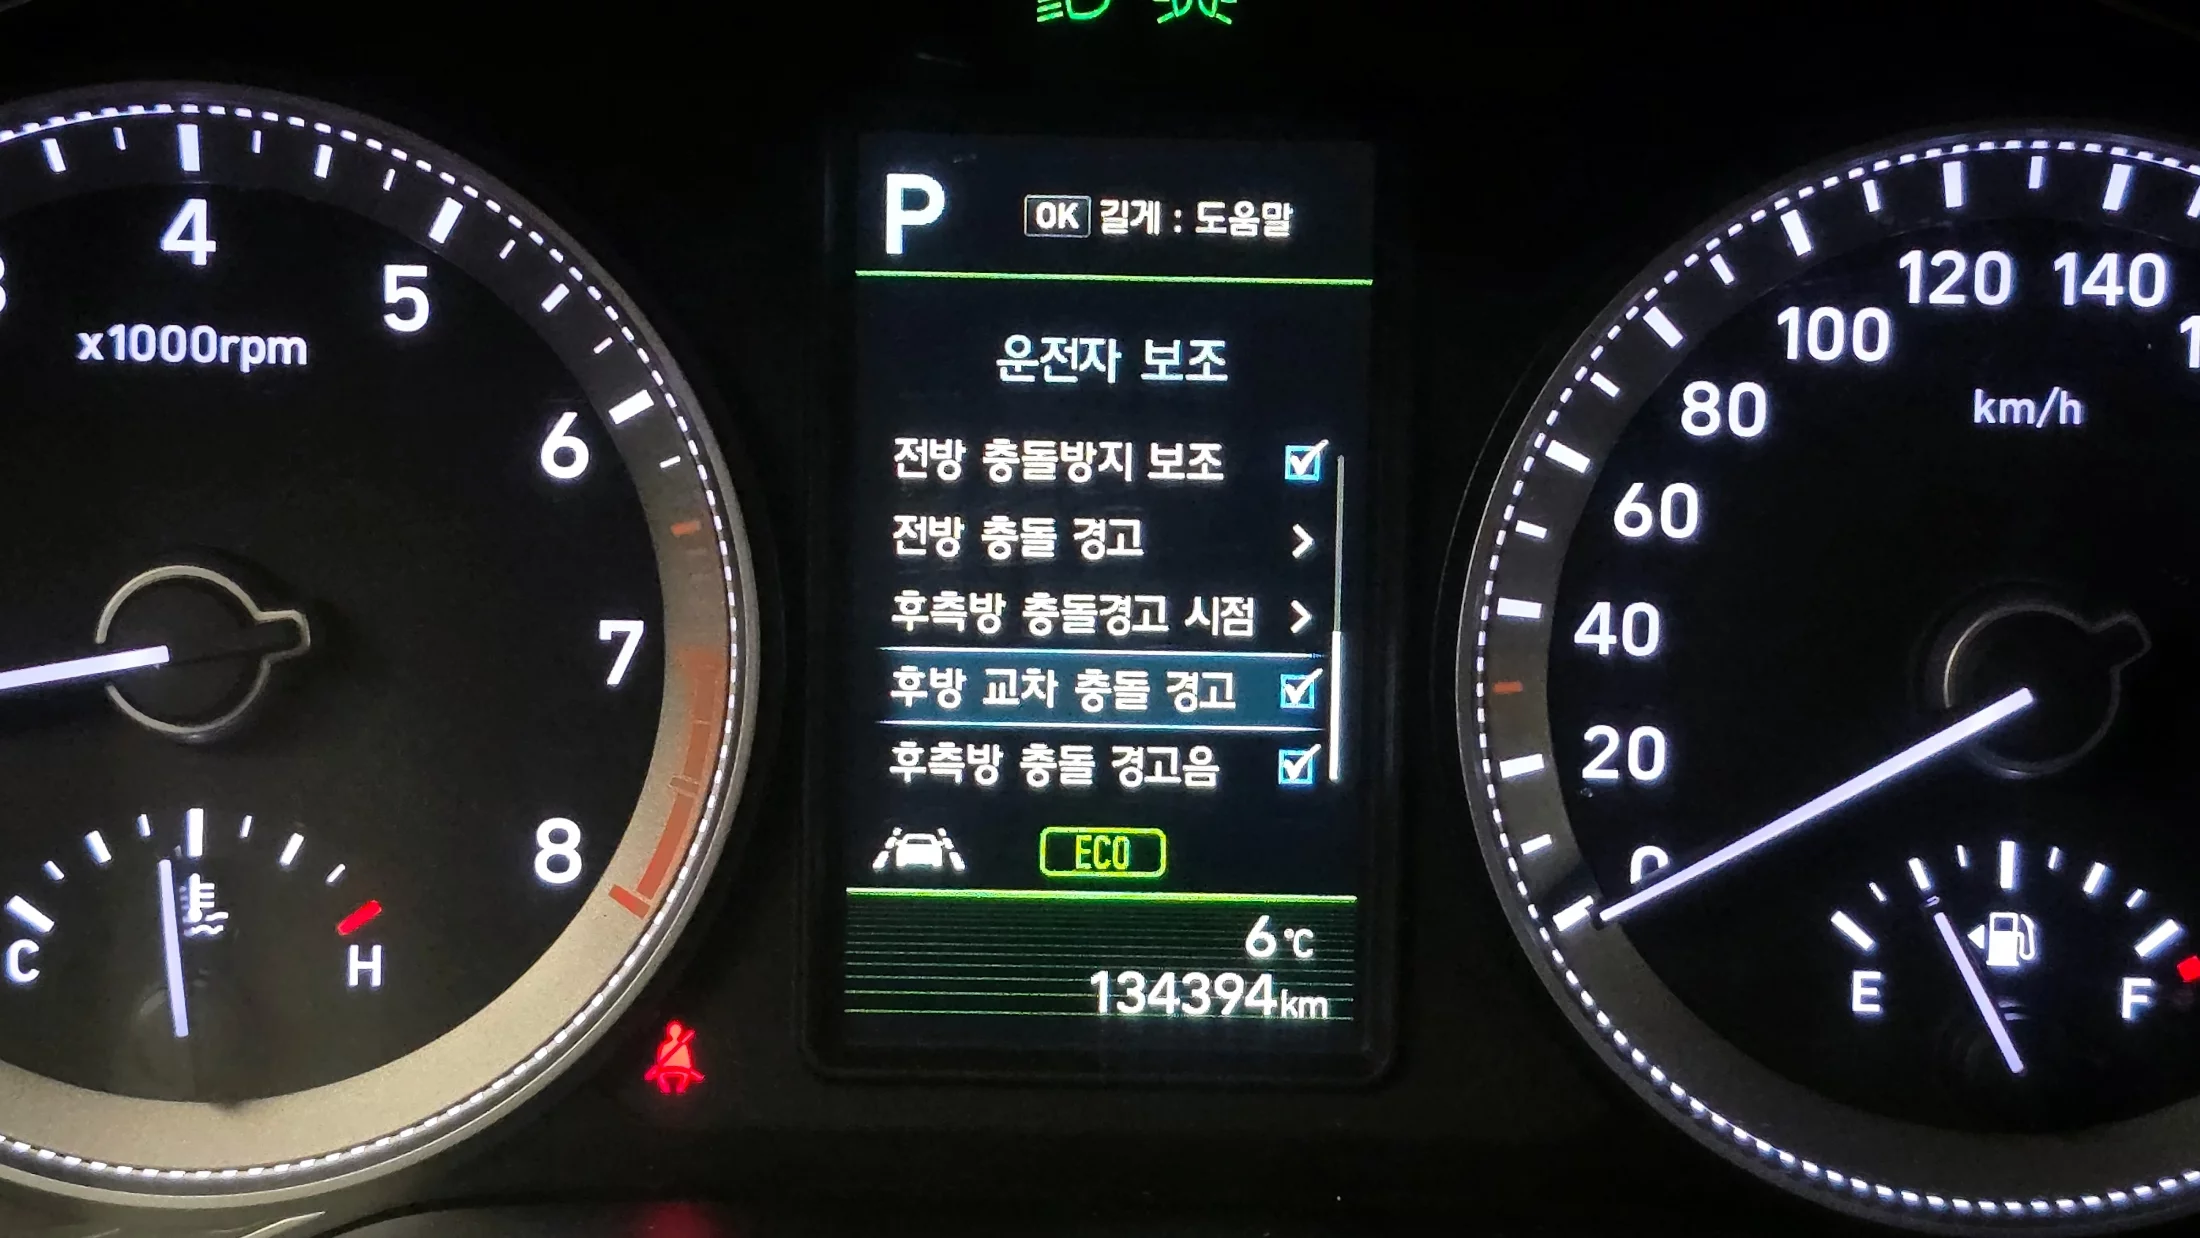 P
OK 길게 : 도움말
운전자 보조
전방 충돌방지 보조
전방 충돌 경고
후측방 충돌경고 시점
후방 교차 충돌 경고
후측방 충돌 경고음
ECO
6 °C
134394 km
4
5
6
7
8
x1000rpm
C
H
0
20
40
60
80
100
120
140
km/h
E
F